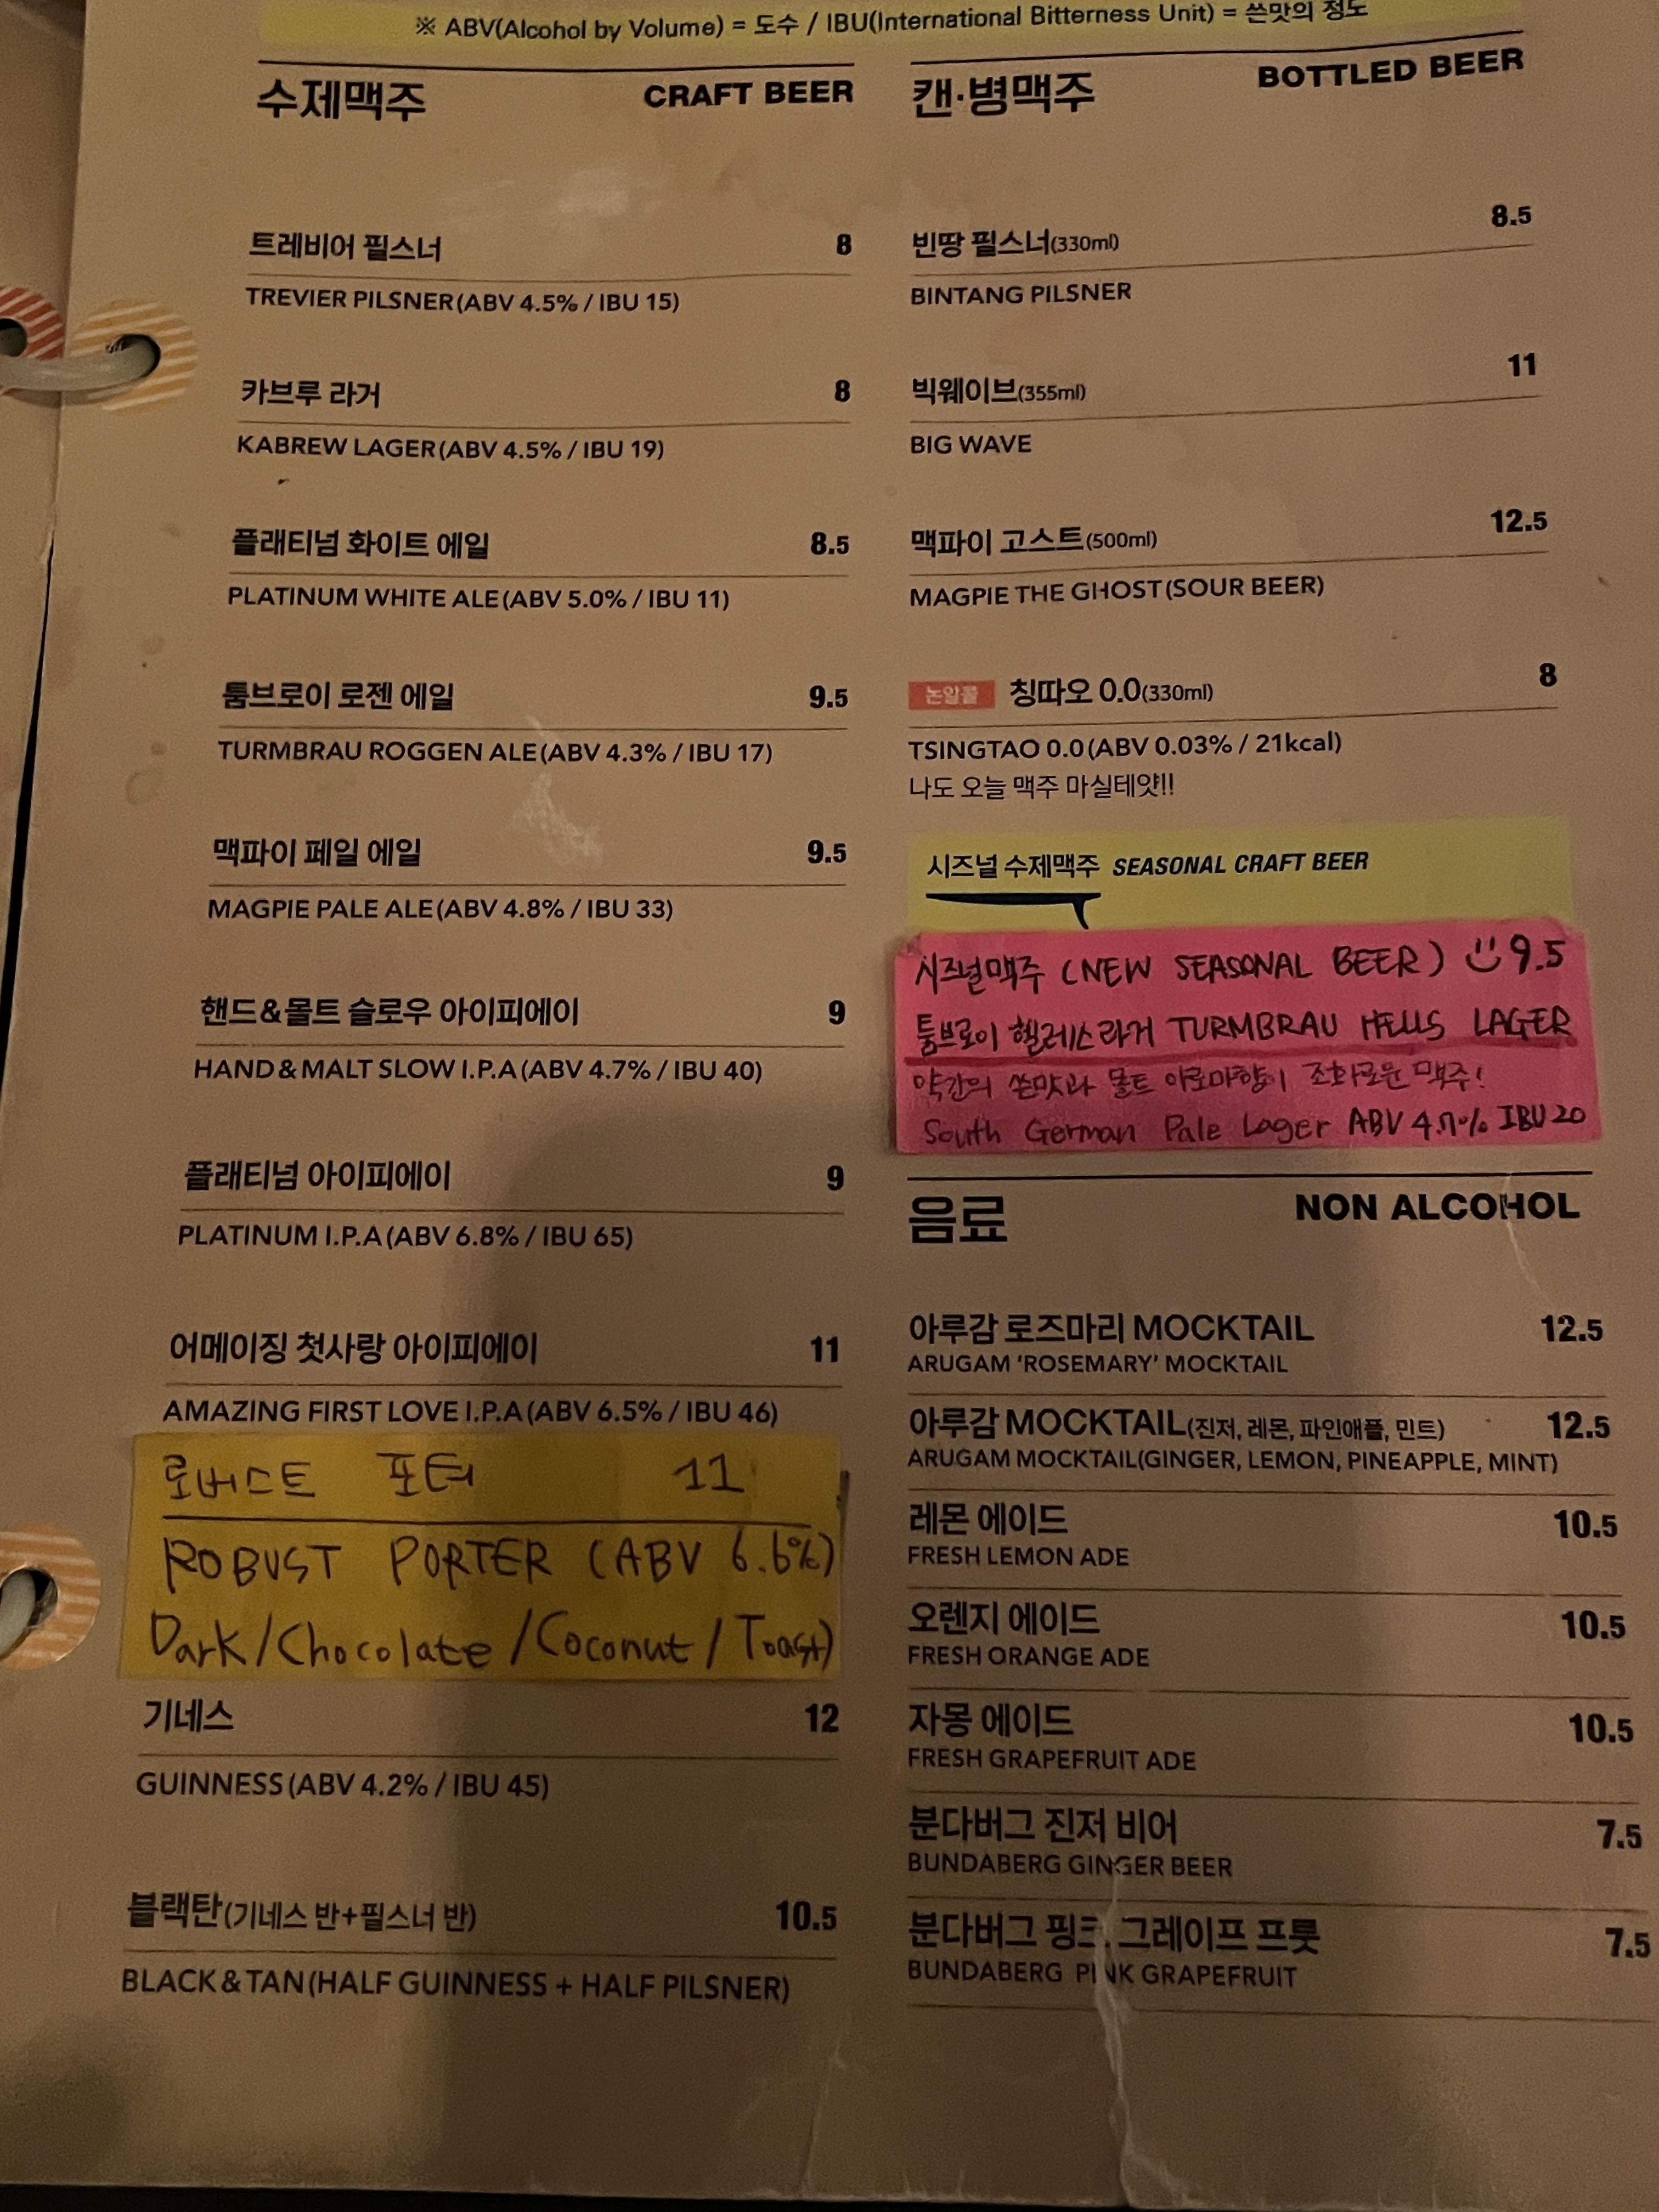 ※ ABV(Alcohol by Volume) = 도수 / IBU(International Bitterness Unit) = 쓴맛의 정도
수제맥주 CRAFT BEER
트레비어 필스너 8
TREVIER PILSNER(ABV 4.5% / IBU 15)
카브루 라거 8
KABREW LAGER(ABV 4.5% / IBU 19)
플래티넘 화이트 에일 8.5
PLATINUM WHITE ALE(ABV 5.0% / IBU 11)
툼브로이 로젠 에일 9.5
TURMBRAU ROGGEN ALE(ABV 4.3% / IBU 17)
맥파이 페일 에일 9.5
MAGPIE PALE ALE(ABV 4.8% / IBU 33)
핸드&몰트 슬로우 아이피에이 9
HAND&MALT SLOW I.P.A(ABV 4.7% / IBU 40)
플래티넘 아이피에이 9
PLATINUM I.P.A(ABV 6.8% / IBU 65)
어메이징 첫사랑 아이피에이 11
AMAZING FIRST LOVE I.P.A(ABV 6.5% / IBU 46)
로버스트 포터 11
ROBUST PORTER (ABV 6.6%)
Dark/Chocolate/Coconut/Toast)
기네스 12
GUINNESS(ABV 4.2% / IBU 45)
블랙탄(기네스 반+필스너 반) 10.5
BLACK&TAN(HALF GUINNESS + HALF PILSNER)
캔·병맥주 BOTTLED BEER
빈땅 필스너(330ml) 8.5
BINTANG PILSNER
빅웨이브(355ml) 11
BIG WAVE
맥파이 고스트(500ml) 12.5
MAGPIE THE GHOST(SOUR BEER)
논알콜 칭따오 0.0(330ml) 8
TSINGTAO 0.0(ABV 0.03% / 21kcal)
나도 오늘 맥주 마실테얏!!
시즈널 수제맥주 SEASONAL CRAFT BEER
시즈널맥주 (NEW SEASONAL BEER) 9.5
툼브로이 헬레스 라거 TURMBRAU HELLS LAGER
약간의 쓴맛과 몰트 아로마향이 조화로운 맥주!
South German Pale Lager ABV 4.7% IBU 20
음료 NON ALCOHOL
아루감 로즈마리 MOCKTAIL 12.5
ARUGAM 'ROSEMARY' MOCKTAIL
아루감 MOCKTAIL(진저, 레몬, 파인애플, 민트) 12.5
ARUGAM MOCKTAIL(GINGER, LEMON, PINEAPPLE, MINT)
레몬 에이드 10.5
FRESH LEMON ADE
오렌지 에이드 10.5
FRESH ORANGE ADE
자몽 에이드 10.5
FRESH GRAPEFRUIT ADE
분다버그 진저 비어 7.5
BUNDABERG GINGER BEER
분다버그 핑크 그레이프 프룻 7.5
BUNDABERG PINK GRAPEFRUIT